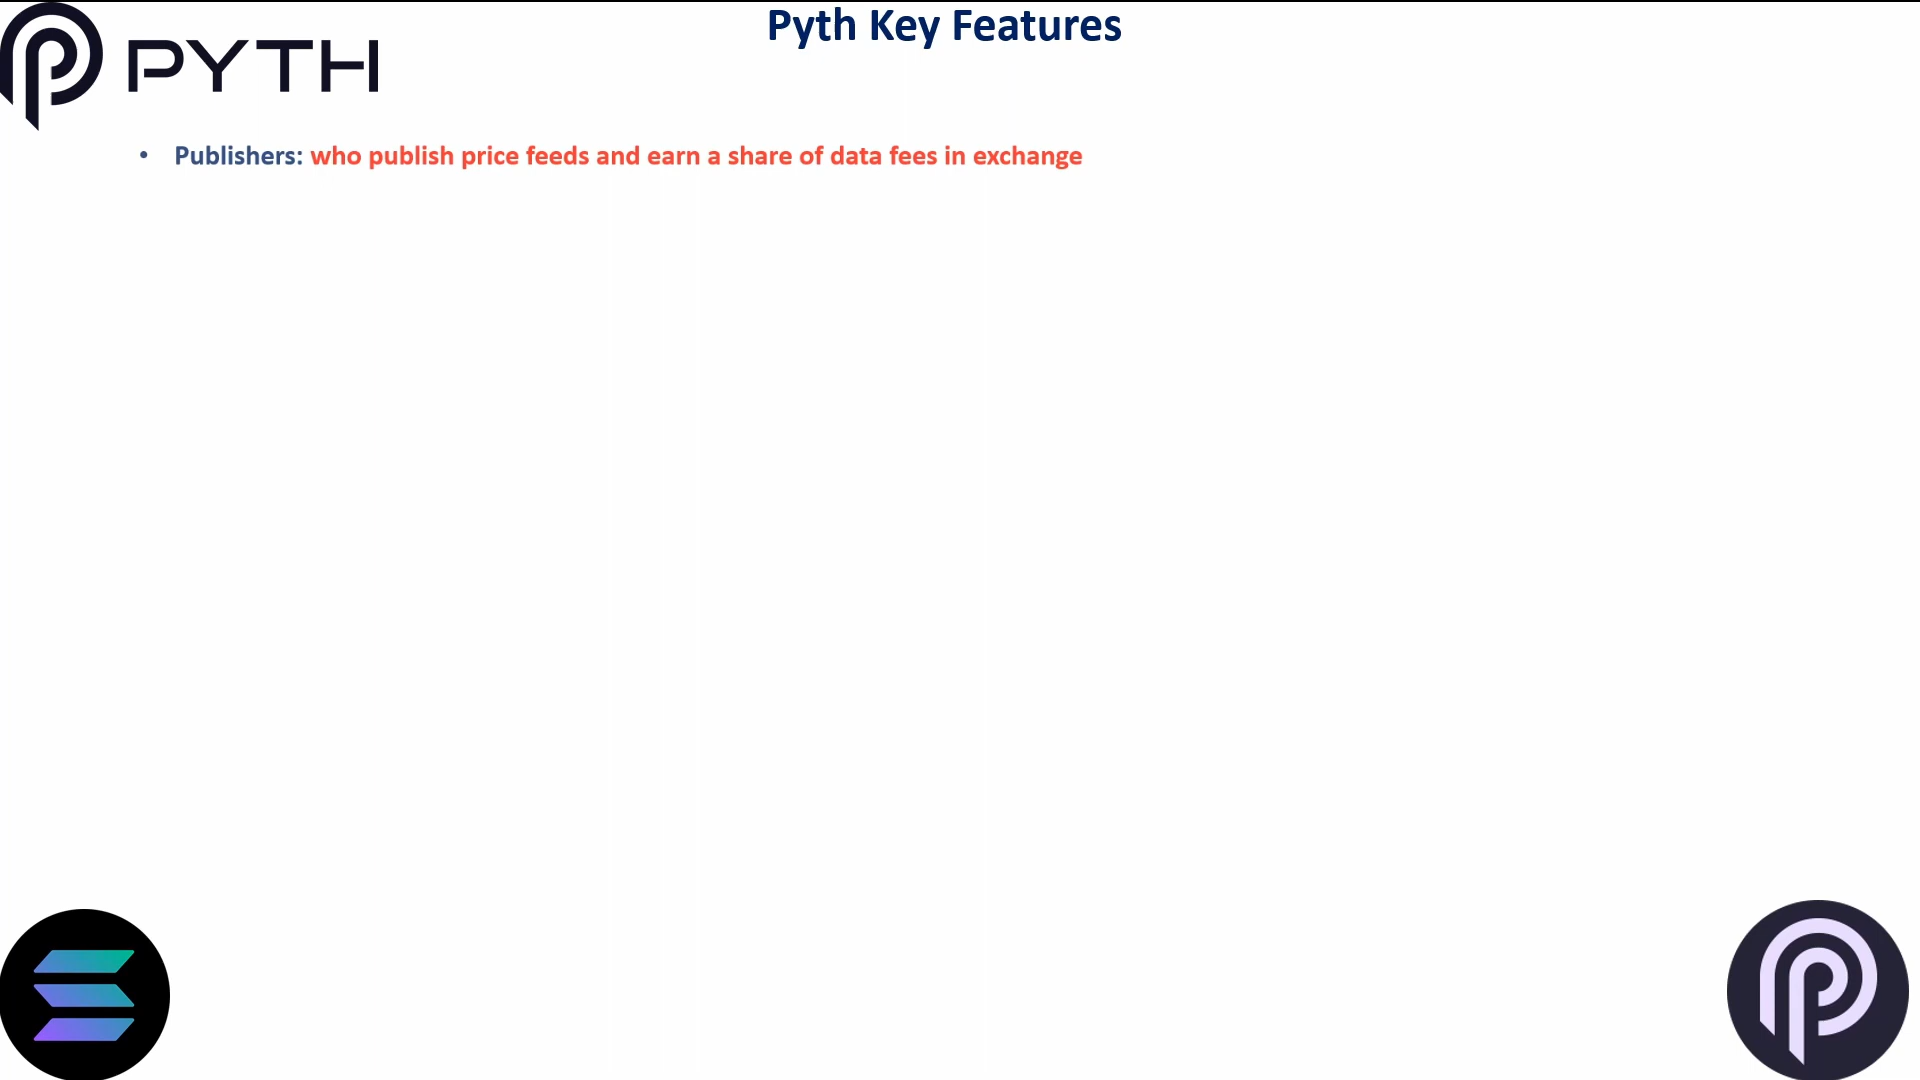 Pyth Key Features
PYTH
• Publishers: who publish price feeds and earn a share of data fees in exchange